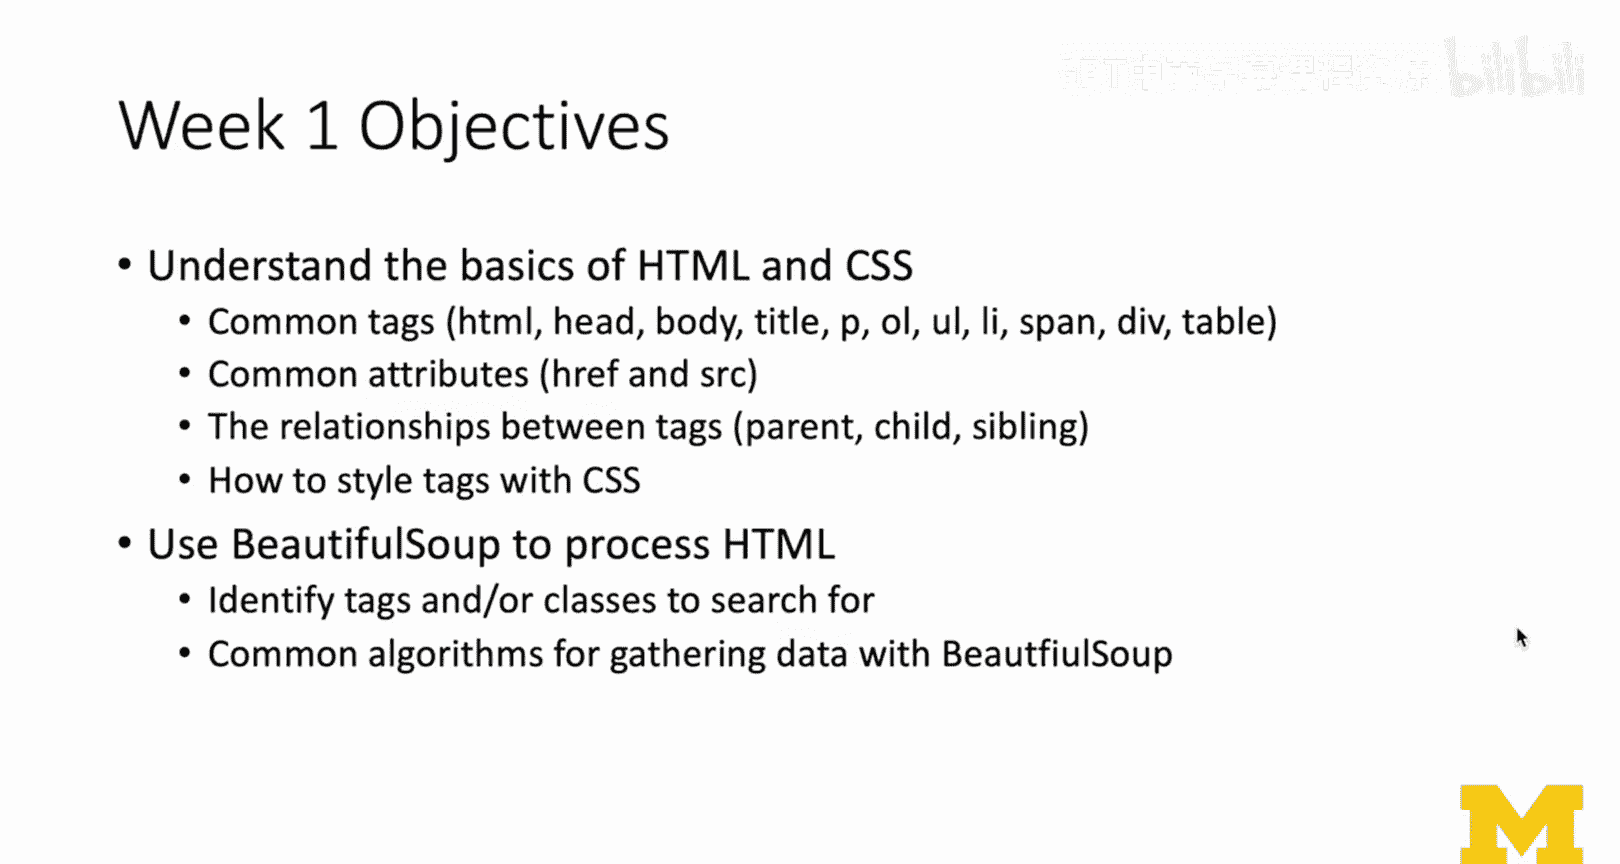 bilibili
Week 1 Objectives
• Understand the basics of HTML and CSS
• Common tags (html, head, body, title, p, ol, ul, li, span, div, table)
• Common attributes (href and src)
• The relationships between tags (parent, child, sibling)
• How to style tags with CSS
• Use BeautifulSoup to process HTML
• Identify tags and/or classes to search for
• Common algorithms for gathering data with BeautfiulSoup
M